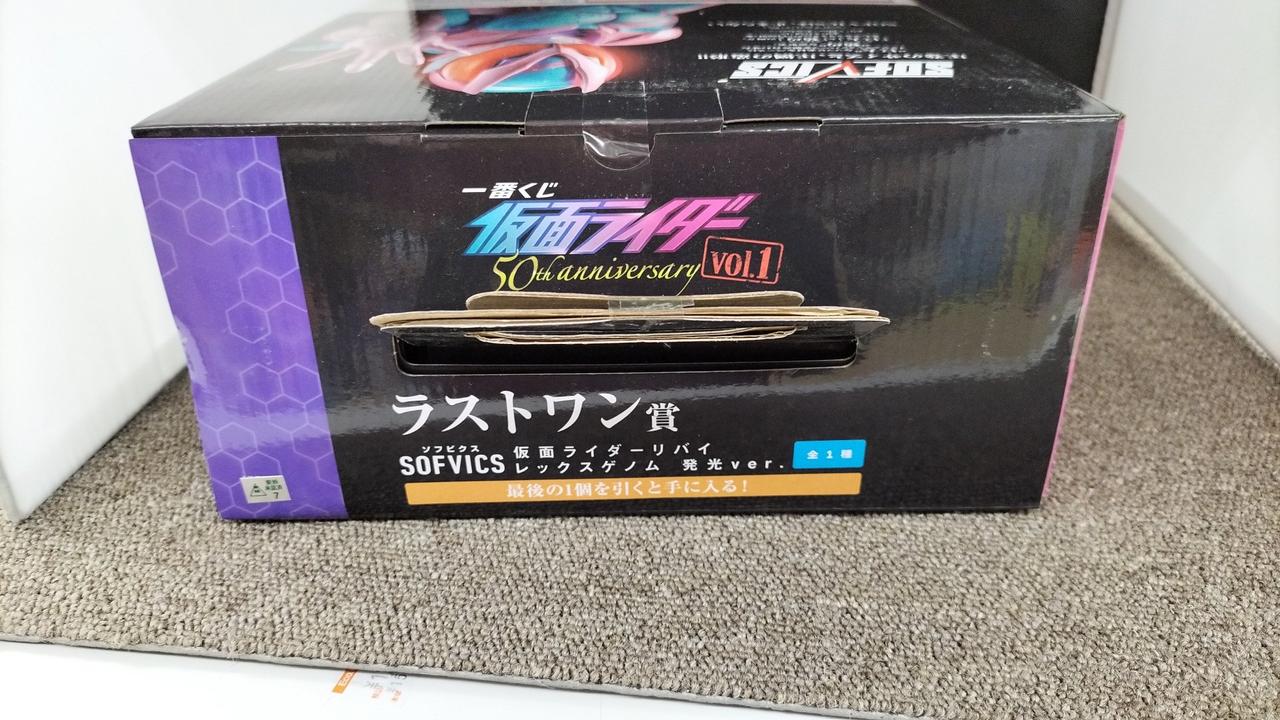 SOFVICS
一番くじ
仮面ライダー
50th anniversary vol.1
ラストワン賞
ソフビクス
SOFVICS
仮面ライダーリバイ
レックスゲノム 発光ver.
全1種
最後の1個を引くと手に入る!
7